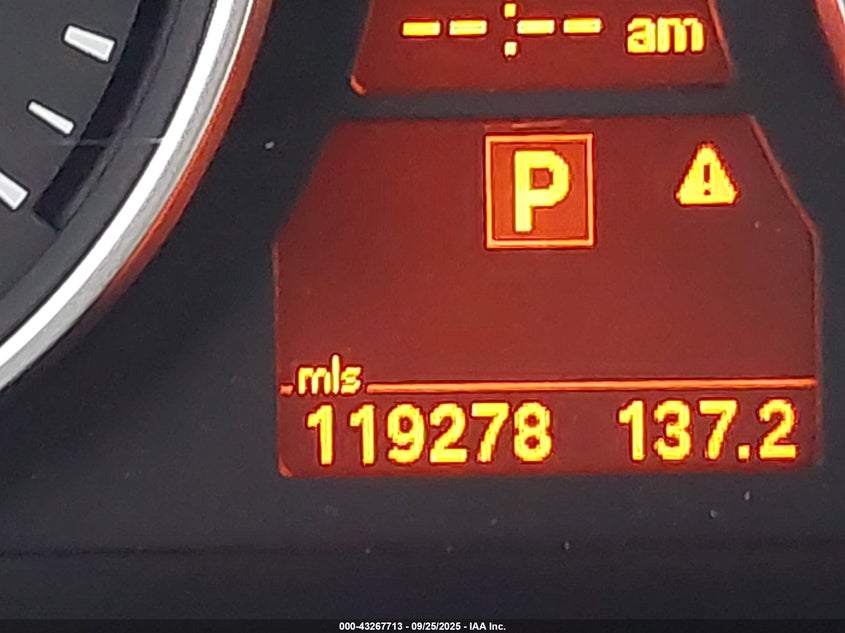 --:-- am
P
mls
119278 137.2
000-43267713 - 09/25/2025 - IAA Inc.